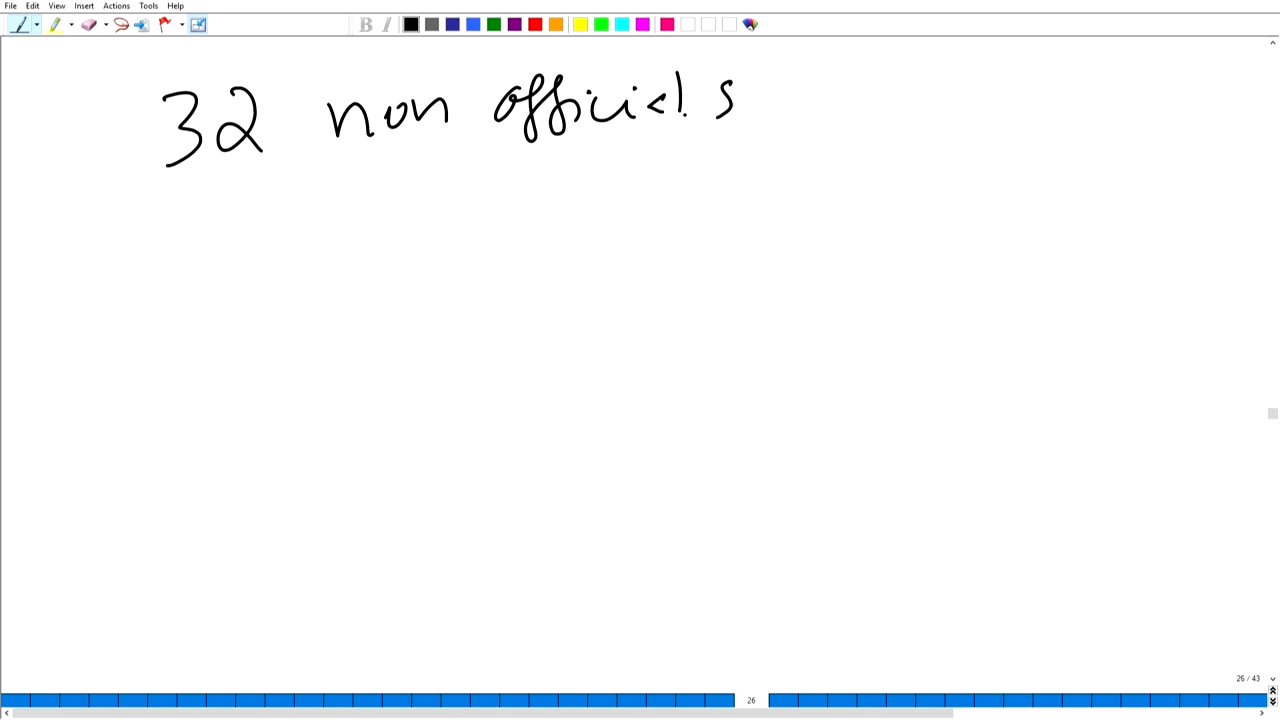 File Edit View Insert Actions Tools Help
B I
32 non officials
26 / 43
26